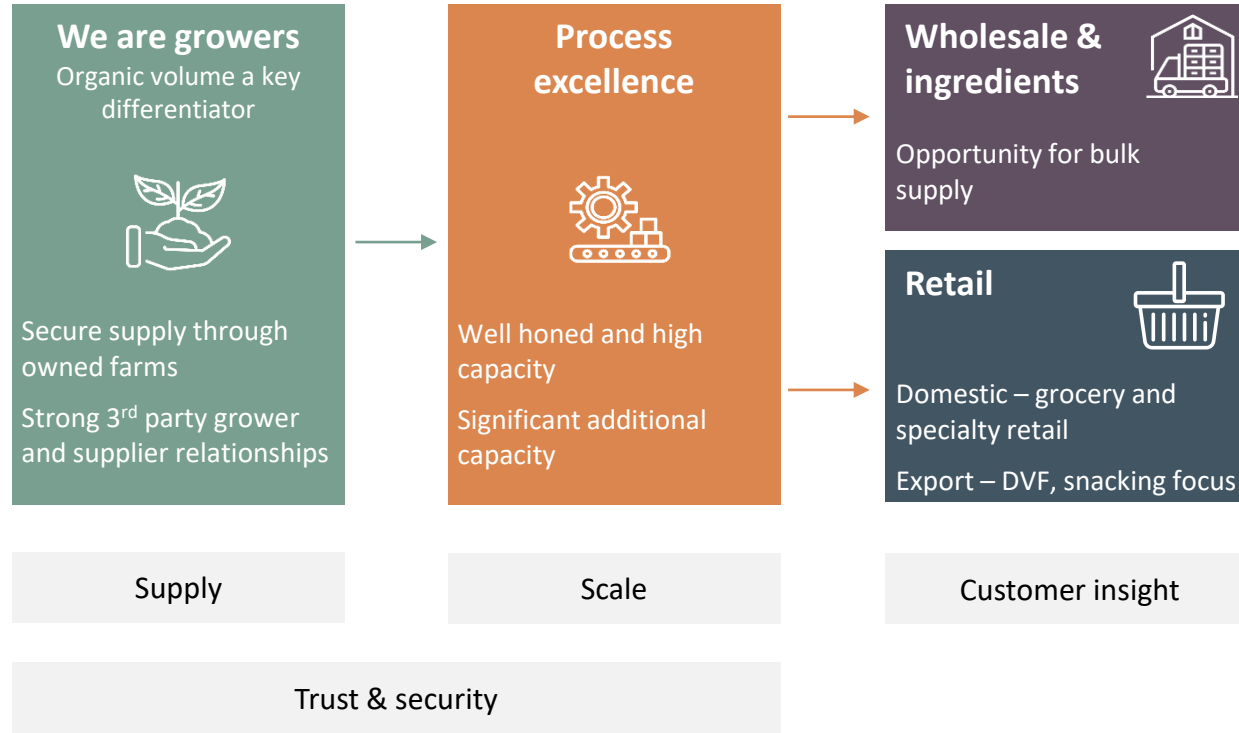 We are growers
Organic volume a key
differentiator
Secure supply through
owned farms
Strong 3rd party grower
and supplier relationships
Process
excellence
Well honed and high
capacity
Significant additional
capacity
Wholesale &
ingredients
Opportunity for bulk
supply
Retail
Domestic – grocery and
specialty retail
Export – DVF, snacking focus
Supply
Scale
Customer insight
Trust & security